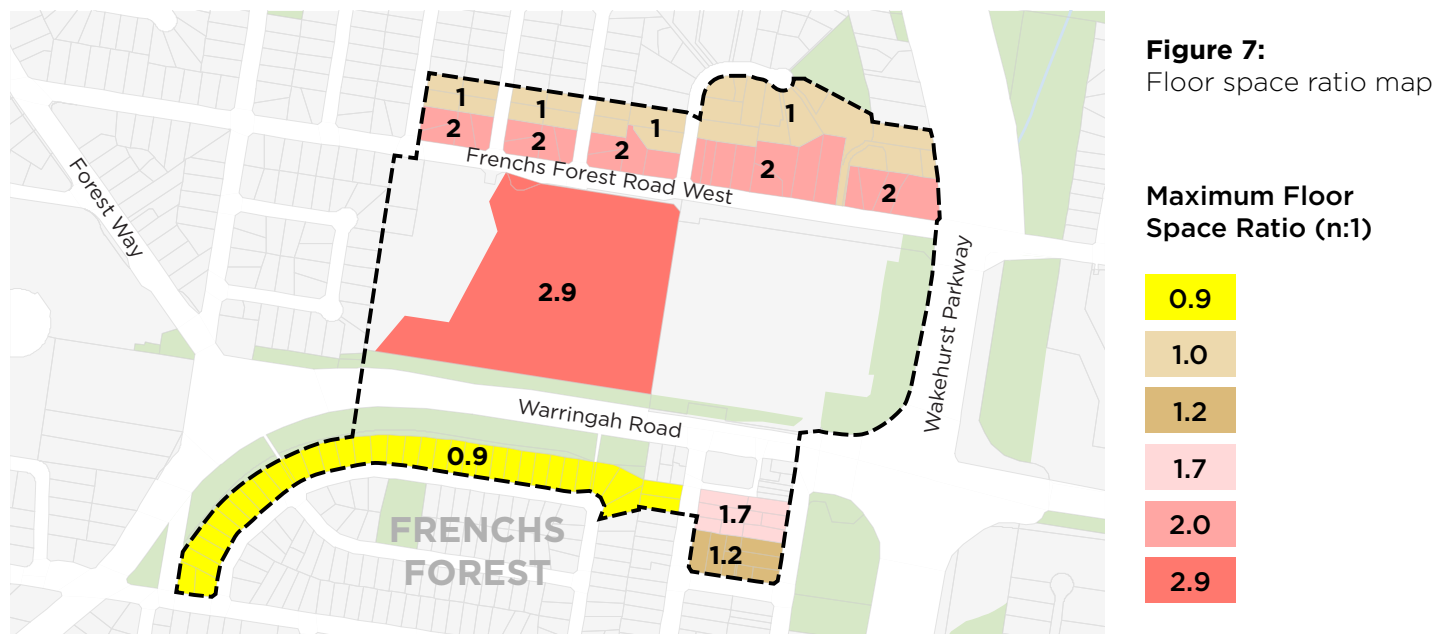 Figure 7:
Floor space ratio map
Maximum Floor
Space Ratio (n:1)
0.9
1.0
1.2
1.7
2.0
2.9
1
1
1
1
2
2
2
2
2
Frenchs Forest Road West
Forest Way
2.9
Wakehurst Parkway
Warringah Road
0.9
1.7
1.2
FRENCHS
FOREST